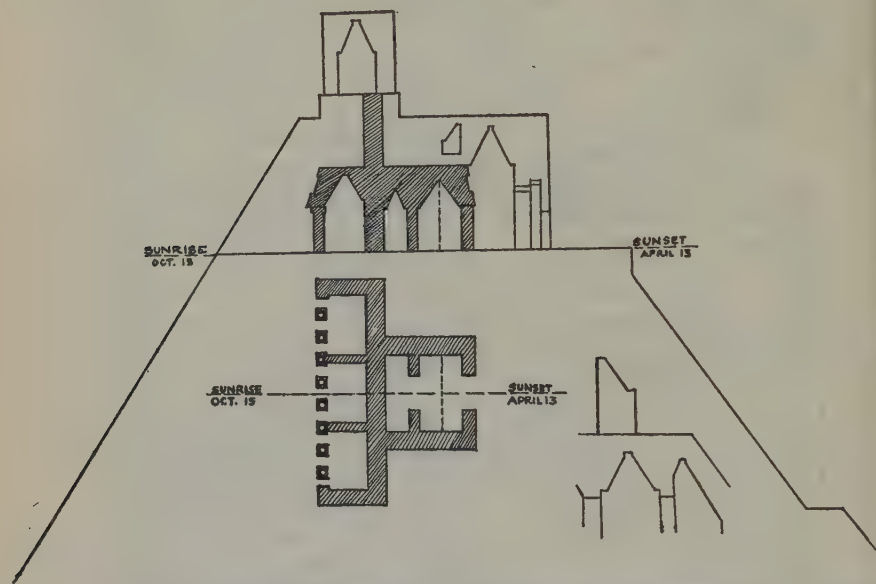 SUNRISE
OCT. 13
SUNSET
APRIL 13
SUNRISE
OCT. 15
SUNSET
APRIL 13